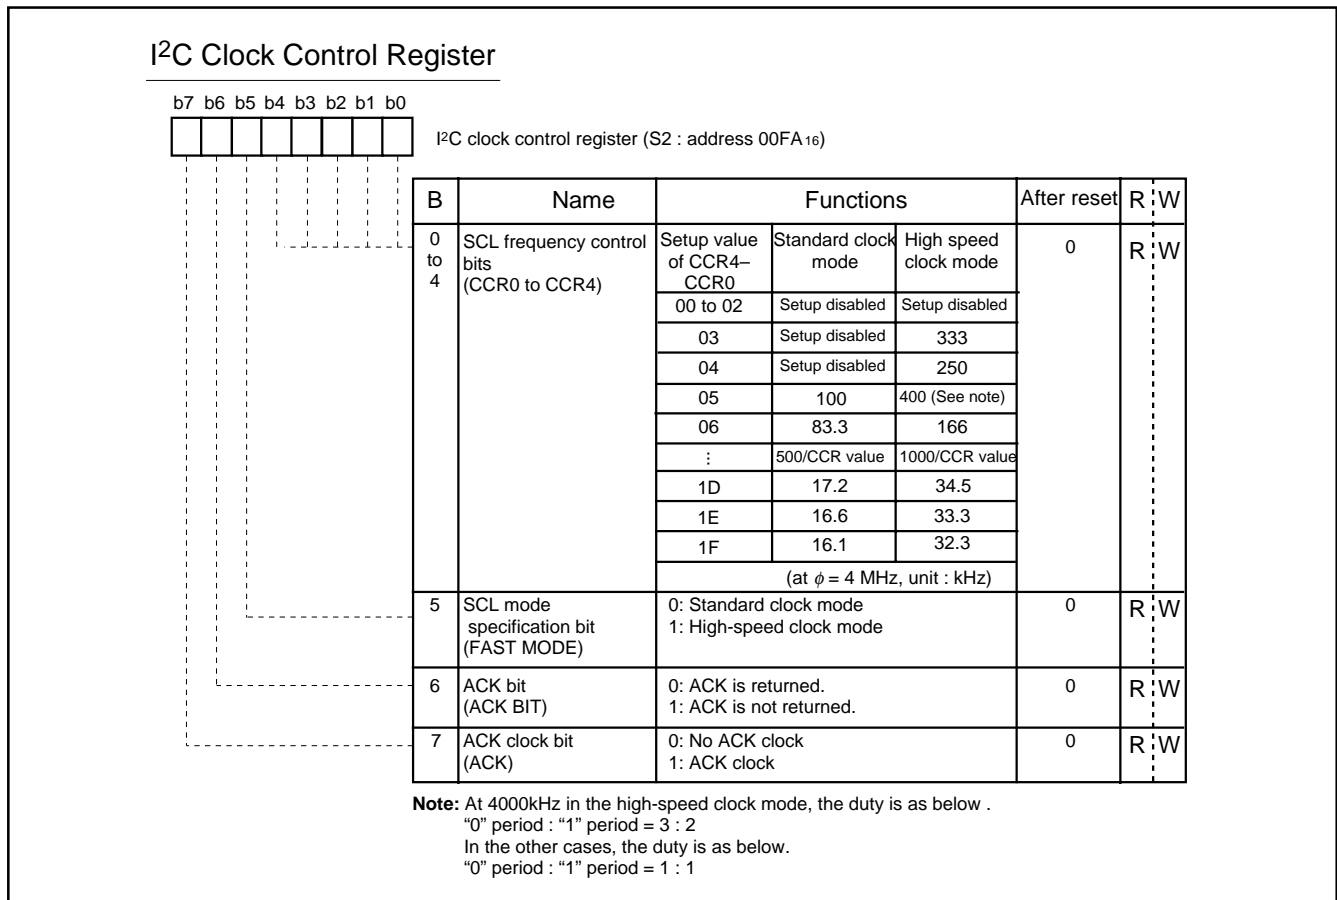 I2C Clock Control Register
b7 b6 b5 b4 b3 b2 b1 b0
I2C clock control register (S2 : address 00FA16)
B Name Functions After reset R W
0 to 4 SCL frequency control bits (CCR0 to CCR4) 0 R W
Setup value of CCR4–CCR0 Standard clock mode High speed clock mode
00 to 02 Setup disabled Setup disabled
03 Setup disabled 333
04 Setup disabled 250
05 100 400 (See note)
06 83.3 166
⋮ 500/CCR value 1000/CCR value
1D 17.2 34.5
1E 16.6 33.3
1F 16.1 32.3
(at ϕ = 4 MHz, unit : kHz)
5 SCL mode specification bit (FAST MODE) 0: Standard clock mode 0 R W
1: High-speed clock mode
6 ACK bit (ACK BIT) 0: ACK is returned. 0 R W
1: ACK is not returned.
7 ACK clock bit (ACK) 0: No ACK clock 0 R W
1: ACK clock
Note: At 4000kHz in the high-speed clock mode, the duty is as below .
“0” period : “1” period = 3 : 2
In the other cases, the duty is as below.
“0” period : “1” period = 1 : 1